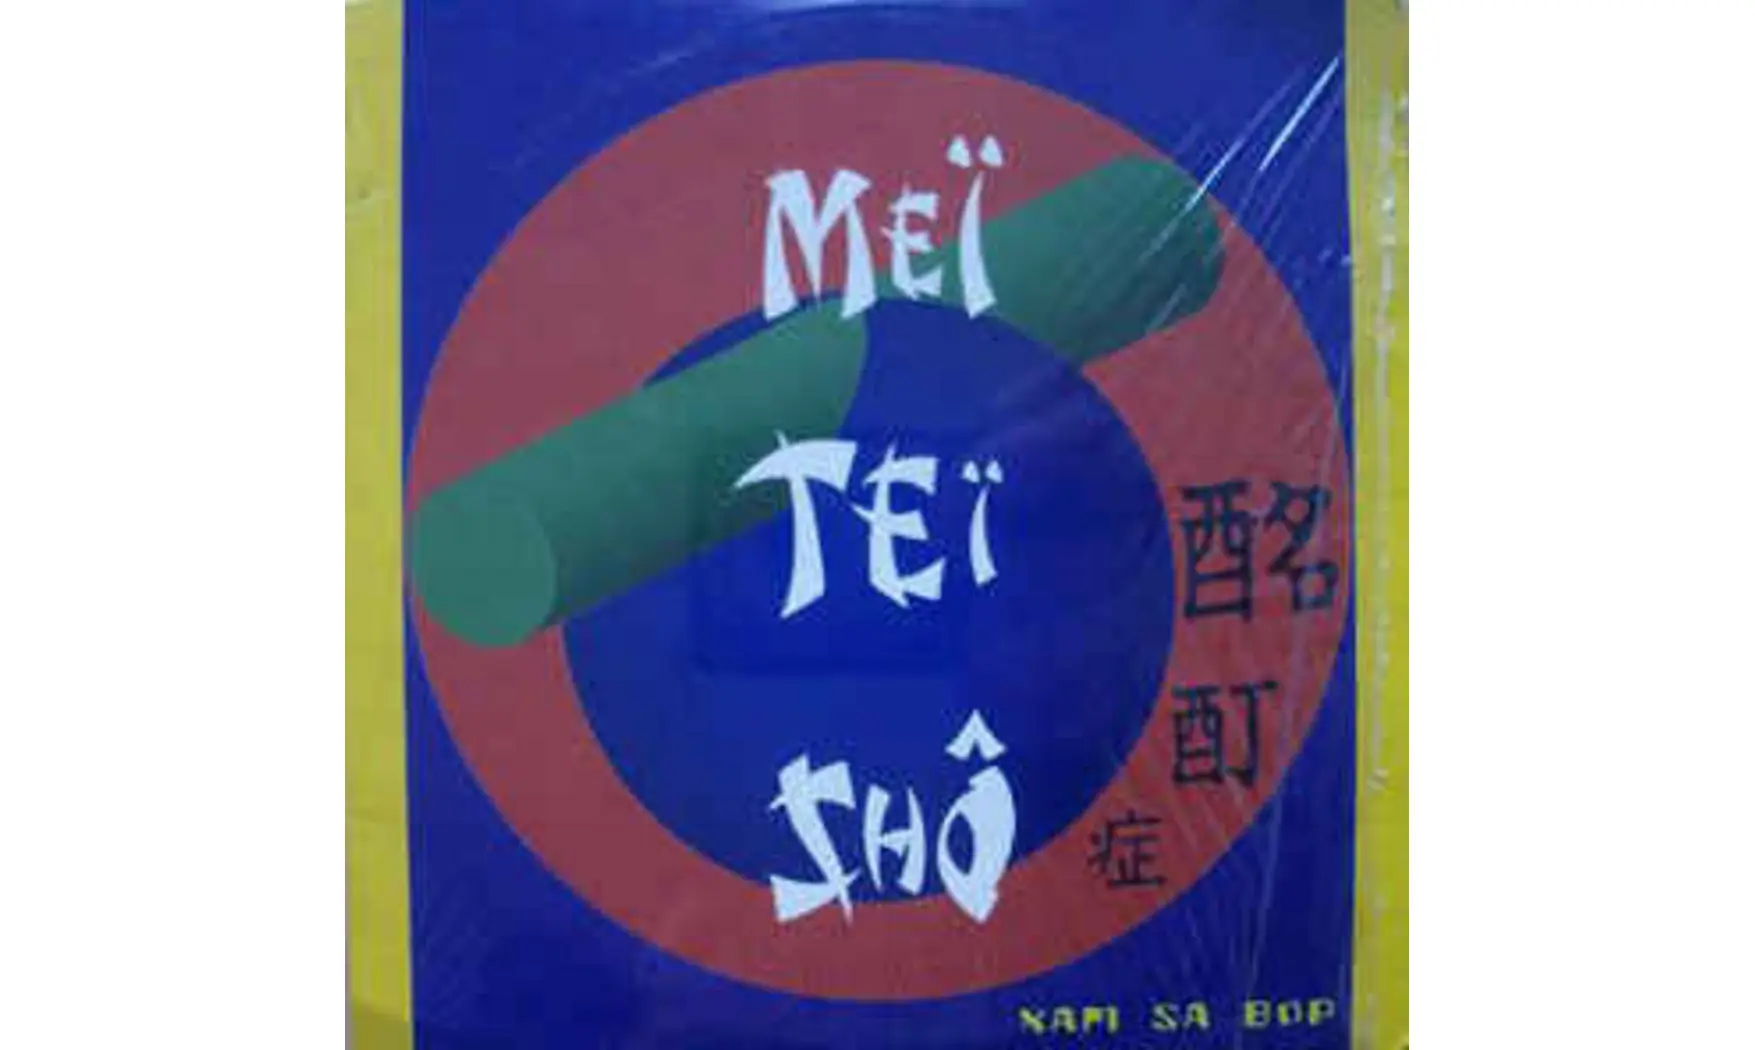 MEÏ
TEÏ
SHÔ
酩
酊
症
XAM SA BOP